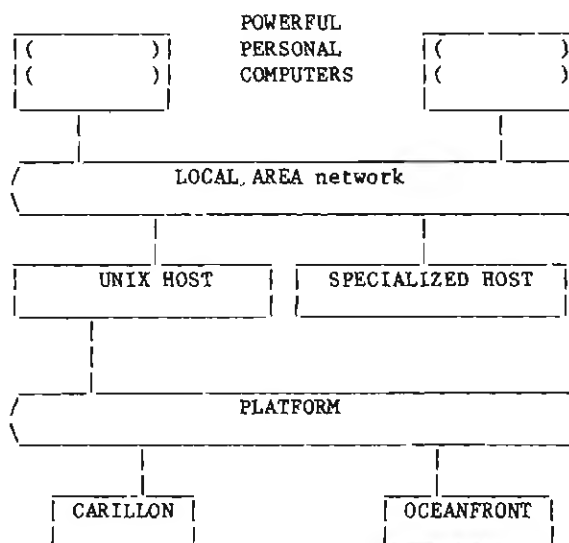 POWERFUL
( ) PERSONAL ( )
( ) COMPUTERS ( )
LOCAL AREA network
UNIX HOST SPECIALIZED HOST
PLATFORM
CARILLON OCEANFRONT